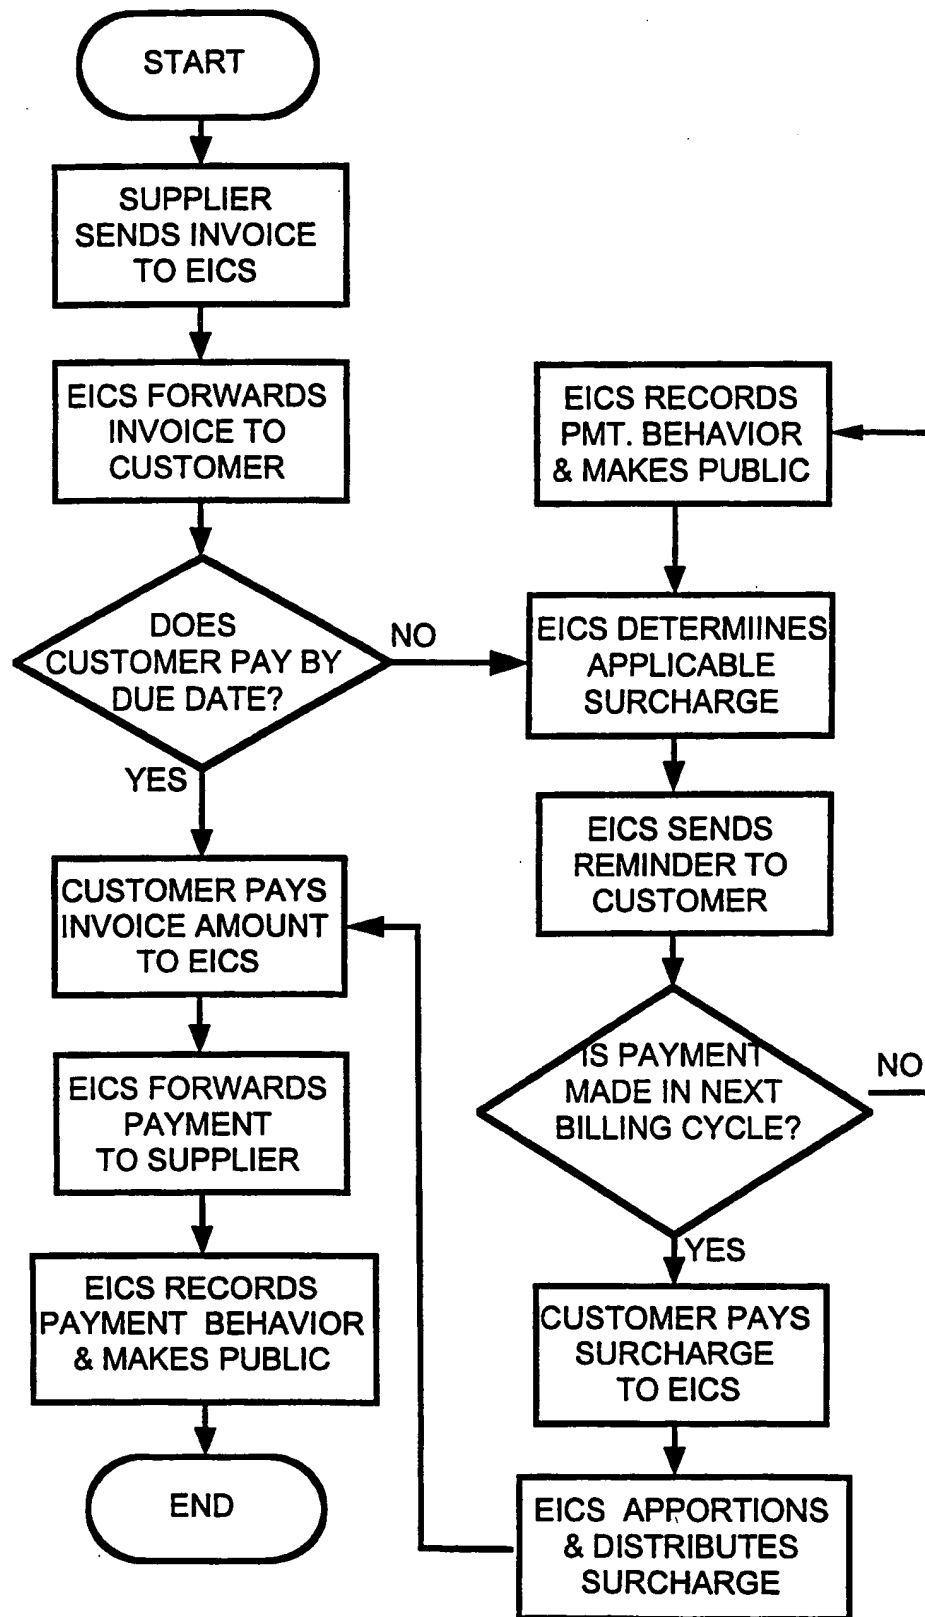 START
SUPPLIER
SENDS INVOICE
TO EICS
EICS FORWARDS
INVOICE TO
CUSTOMER
DOES
CUSTOMER PAY BY
DUE DATE?
NO
YES
CUSTOMER PAYS
INVOICE AMOUNT
TO EICS
EICS FORWARDS
PAYMENT
TO SUPPLIER
EICS RECORDS
PAYMENT BEHAVIOR
& MAKES PUBLIC
END
EICS RECORDS
PMT. BEHAVIOR
& MAKES PUBLIC
EICS DETERMIINES
APPLICABLE
SURCHARGE
EICS SENDS
REMINDER TO
CUSTOMER
IS PAYMENT
MADE IN NEXT
BILLING CYCLE?
NO
YES
CUSTOMER PAYS
SURCHARGE
TO EICS
EICS APPORTIONS
& DISTRIBUTES
SURCHARGE